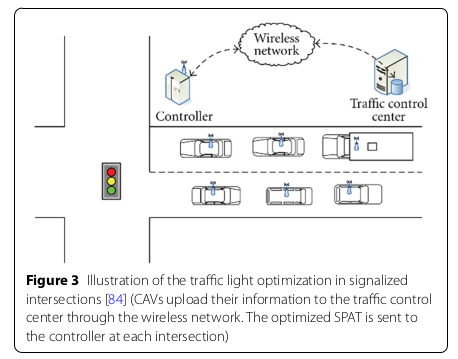 Wireless
network
Controller
Traffic control
center
Figure 3 Illustration of the traffic light optimization in signalized
intersections [84] (CAVs upload their information to the traffic control
center through the wireless network. The optimized SPAT is sent to
the controller at each intersection)